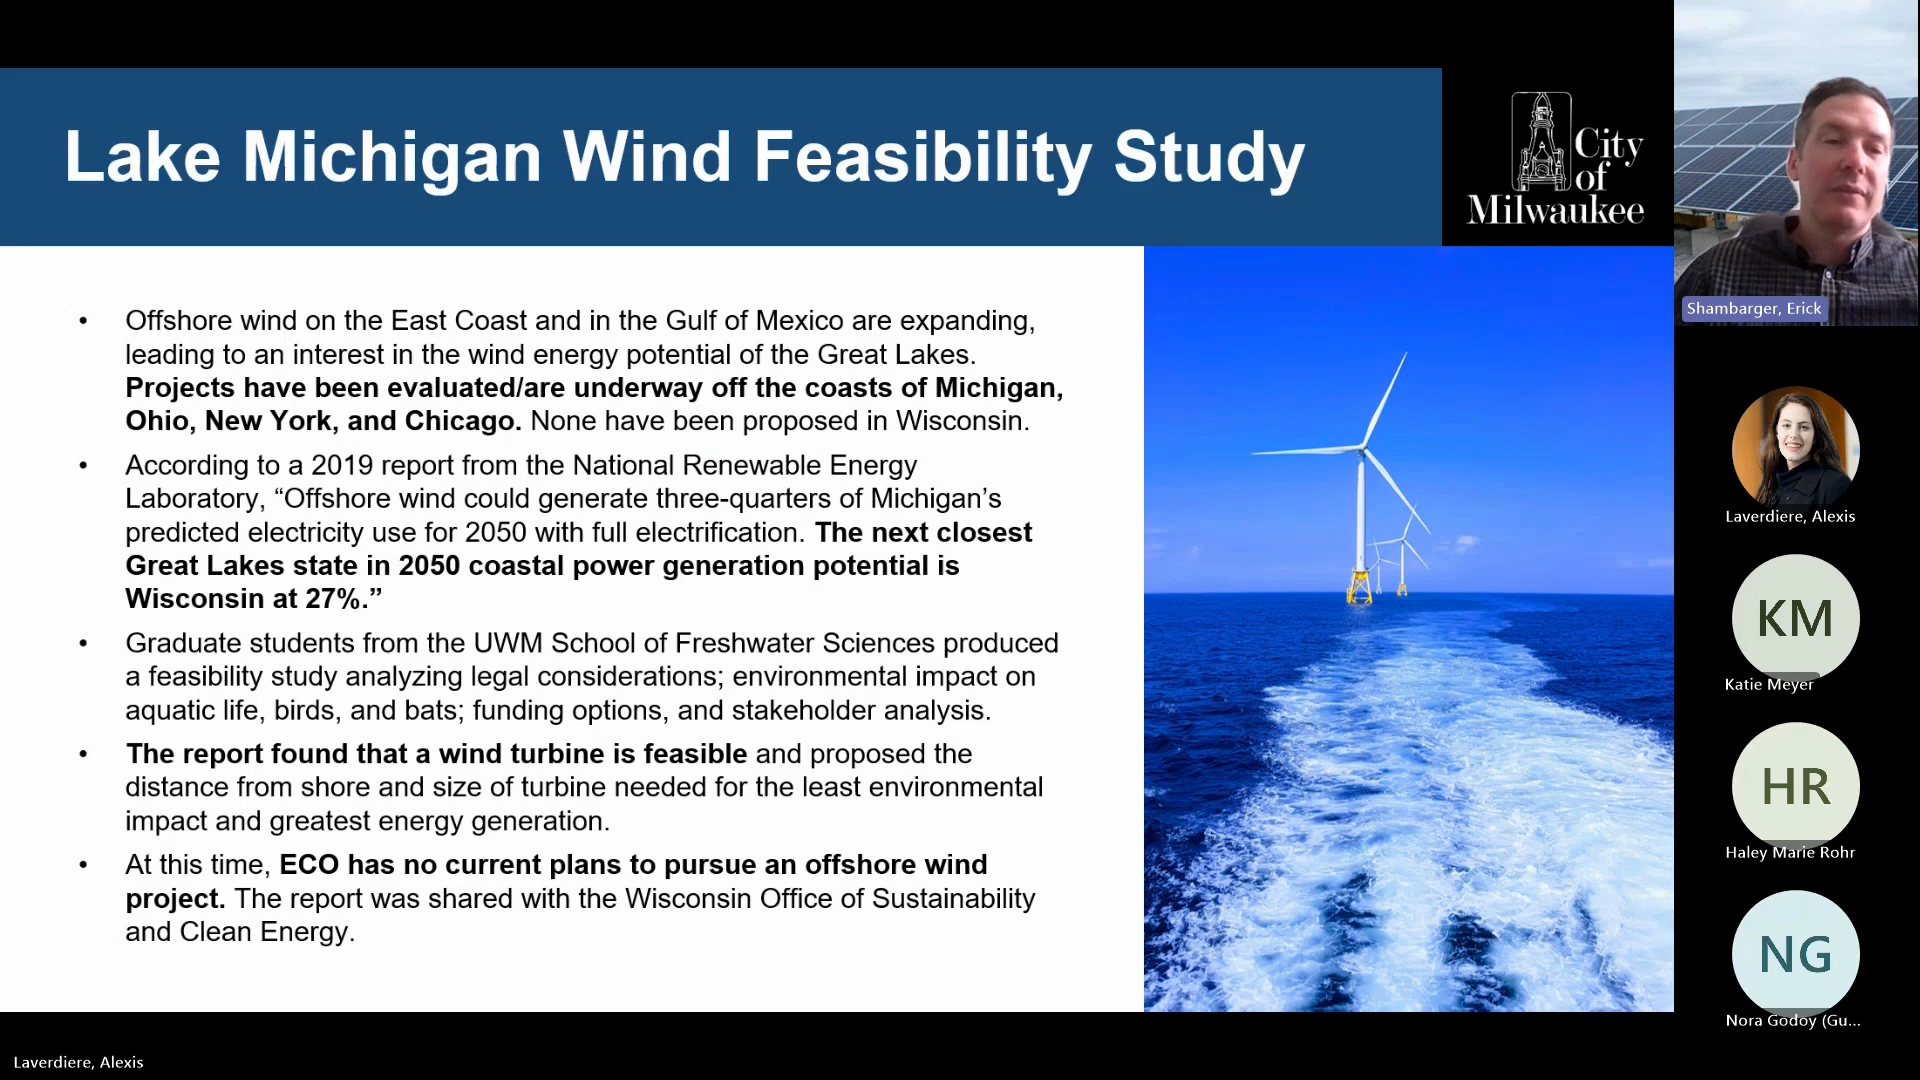 Lake Michigan Wind Feasibility Study
City
of
Milwaukee
• Offshore wind on the East Coast and in the Gulf of Mexico are expanding,
leading to an interest in the wind energy potential of the Great Lakes.
Projects have been evaluated/are underway off the coasts of Michigan,
Ohio, New York, and Chicago. None have been proposed in Wisconsin.
• According to a 2019 report from the National Renewable Energy
Laboratory, “Offshore wind could generate three-quarters of Michigan’s
predicted electricity use for 2050 with full electrification. The next closest
Great Lakes state in 2050 coastal power generation potential is
Wisconsin at 27%.”
• Graduate students from the UWM School of Freshwater Sciences produced
a feasibility study analyzing legal considerations; environmental impact on
aquatic life, birds, and bats; funding options, and stakeholder analysis.
• The report found that a wind turbine is feasible and proposed the
distance from shore and size of turbine needed for the least environmental
impact and greatest energy generation.
• At this time, ECO has no current plans to pursue an offshore wind
project. The report was shared with the Wisconsin Office of Sustainability
and Clean Energy.
Shambarger, Erick
Laverdiere, Alexis
KM
Katie Meyer
HR
Haley Marie Rohr
NG
Nora Godoy (Gu...
Laverdiere, Alexis